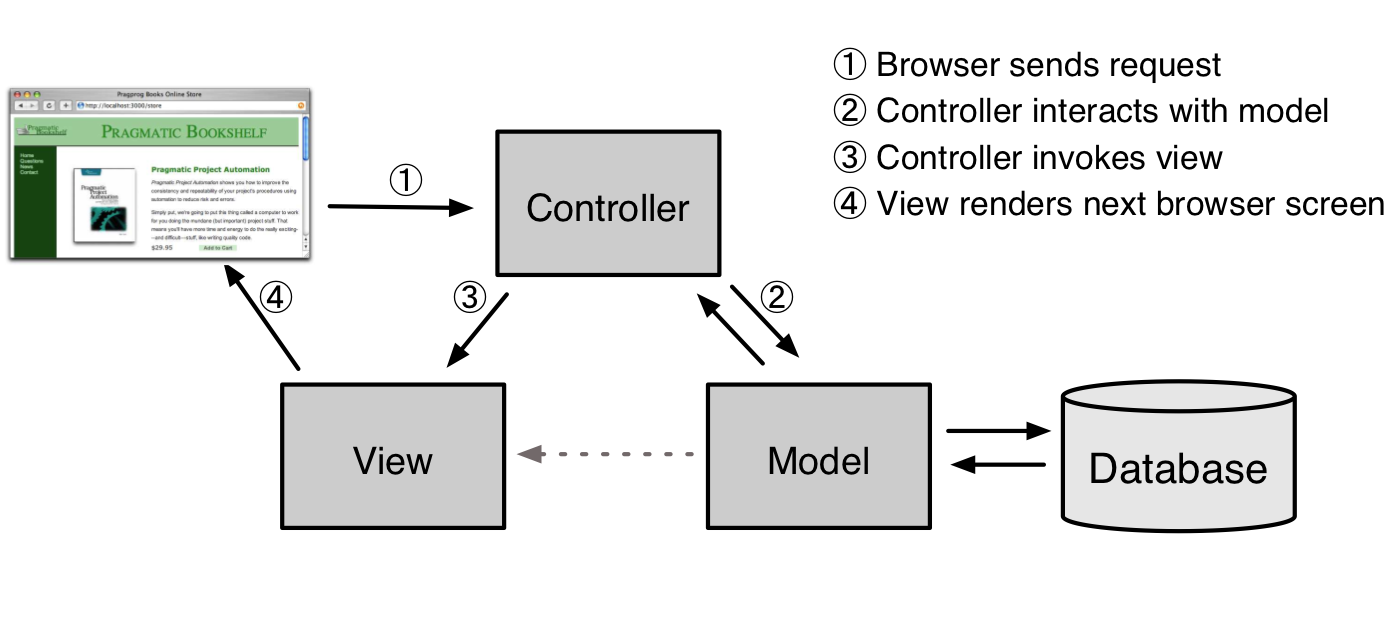 Pragprog Books Online Store
http://localhost:3000/store
Pragmatic
Bookshelf
PRAGMATIC BOOKSHELF
Home
Questions
News
Contact
Pragmatic
Project
Automation
Pragmatic Project Automation
Pragmatic Project Automation shows you how to improve the
consistency and repeatability of your project's procedures using
automation to reduce risk and errors.
Simply put, we're going to put this thing called a computer to work
for you doing the mundane (but important) project stuff. That
means you'll have more time and energy to do the really exciting-
—and difficult—stuff, like writing quality code.
$29.95
Add to Cart
① Browser sends request
② Controller interacts with model
③ Controller invokes view
④ View renders next browser screen
①
Controller
④
③
②
View
Model
Database